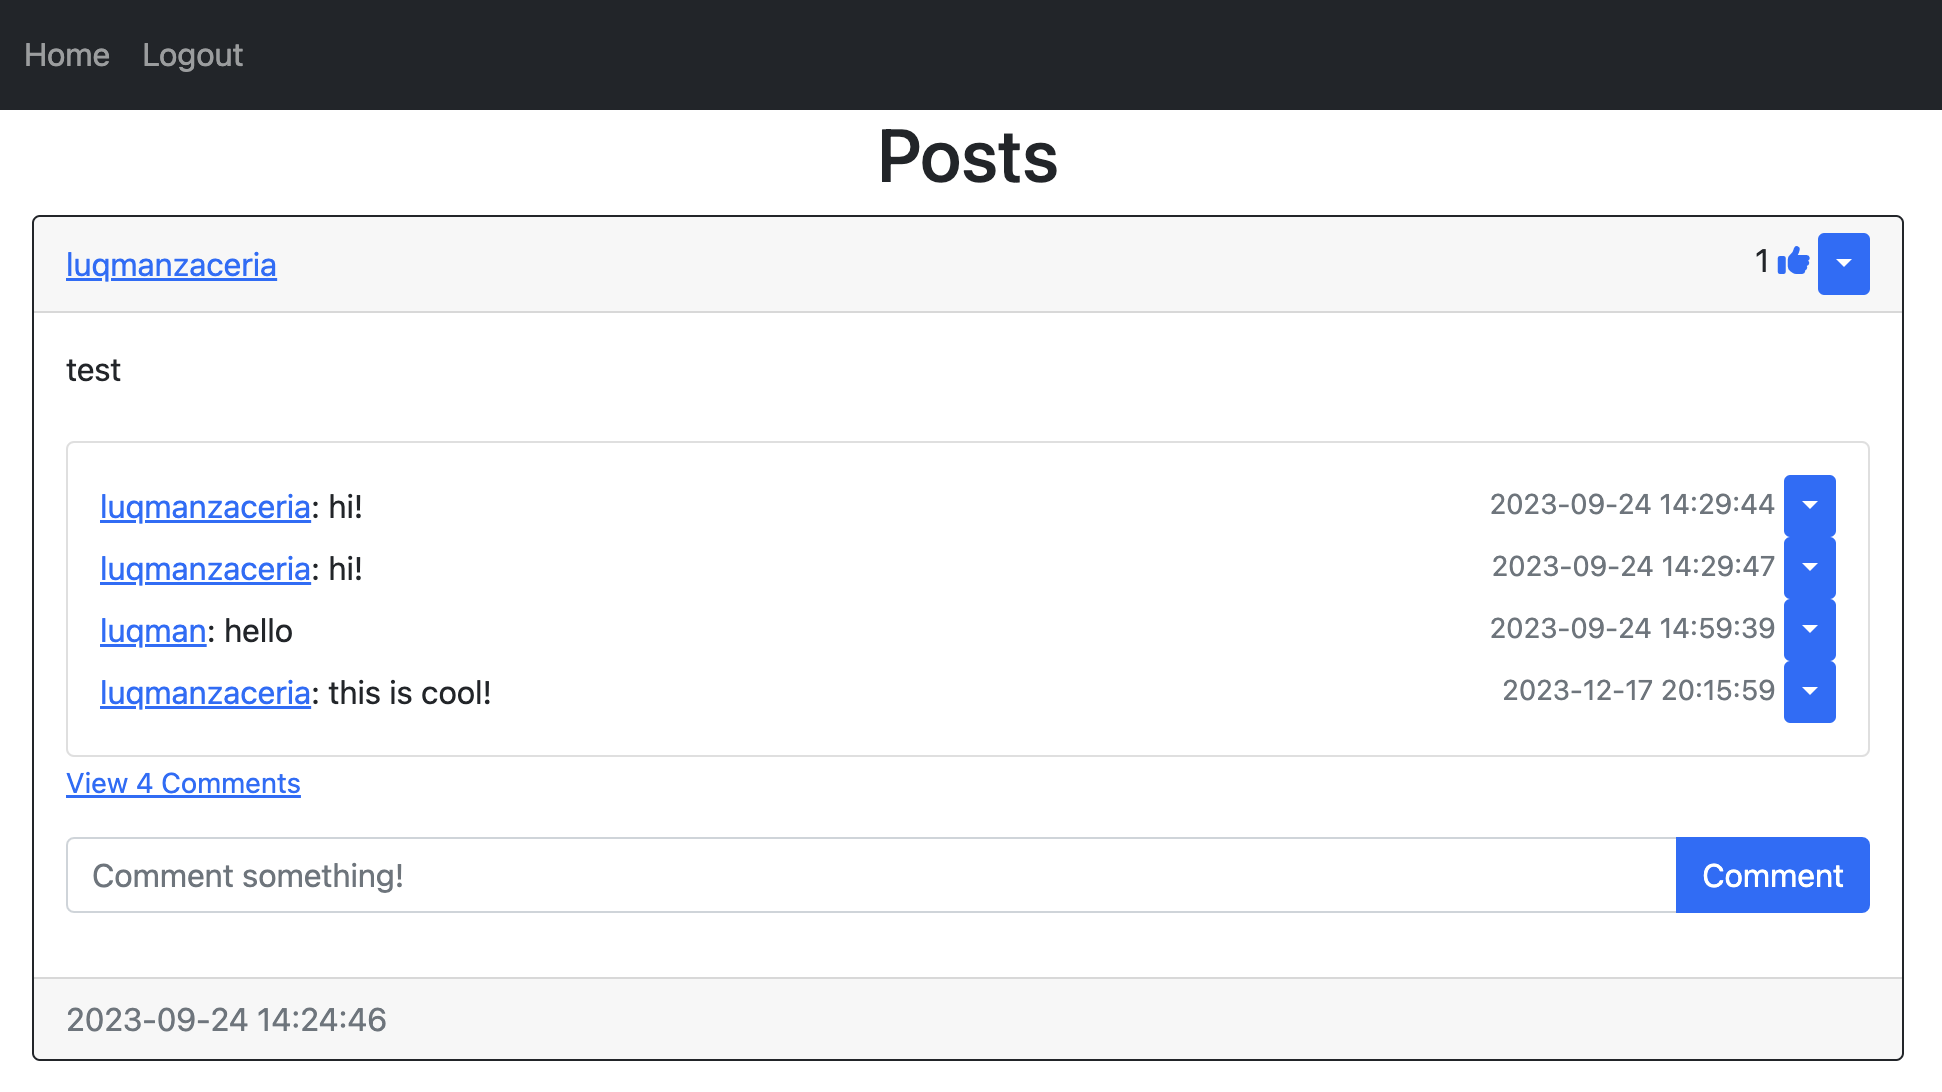 Home Logout
Posts
luqmanzaceria 1
test
luqmanzaceria: hi! 2023-09-24 14:29:44
luqmanzaceria: hi! 2023-09-24 14:29:47
luqman: hello 2023-09-24 14:59:39
luqmanzaceria: this is cool! 2023-12-17 20:15:59
View 4 Comments
Comment something! Comment
2023-09-24 14:24:46